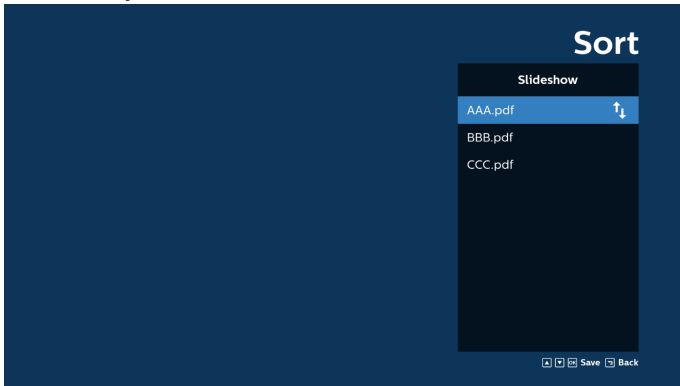 Sort
Slideshow
AAA.pdf
BBB.pdf
CCC.pdf
OK Save Back